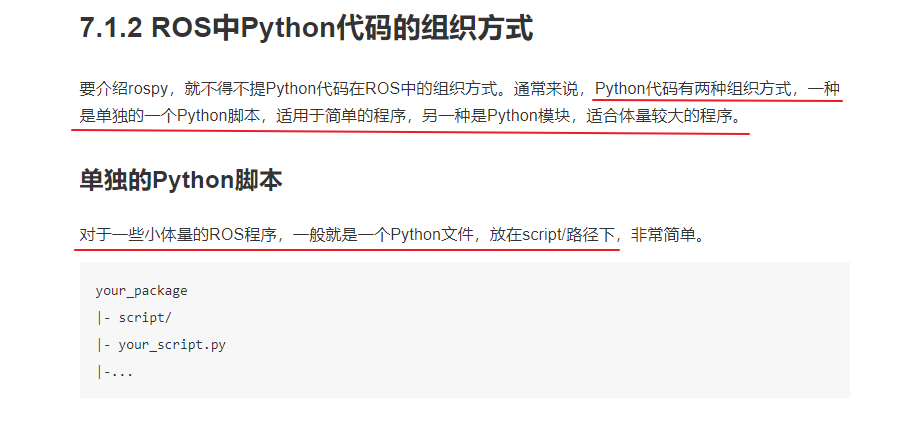 7.1.2 ROS中Python代码的组织方式
要介绍rospy，就不得不提Python代码在ROS中的组织方式。通常来说，Python代码有两种组织方式，一种
是单独的一个Python脚本，适用于简单的程序，另一种是Python模块，适合体量较大的程序。
单独的Python脚本
对于一些小体量的ROS程序，一般就是一个Python文件，放在script/路径下，非常简单。
your_package
|- script/
|- your_script.py
|-...